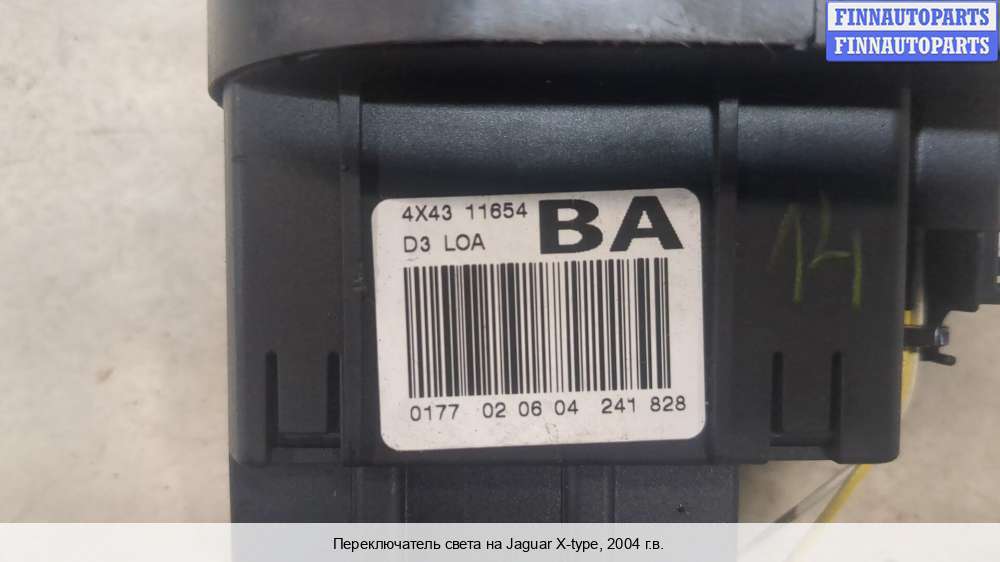 FINNAUTOPARTS
FINNAUTOPARTS
4X43 11654 BA
D3 LOA
0177 02 06 04 241 828
14
Переключатель света на Jaguar X-type, 2004 г.в.